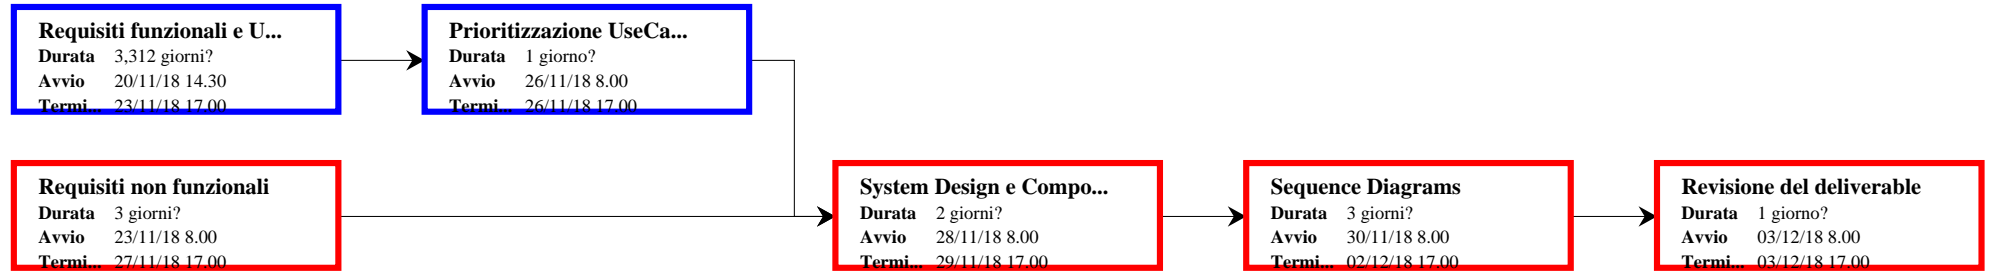 Requisiti funzionali e U...
Durata 3,312 giorni?
Avvio 20/11/18 14.30
Termi... 23/11/18 17.00
Prioritizzazione UseCa...
Durata 1 giorno?
Avvio 26/11/18 8.00
Termi... 26/11/18 17.00
Requisiti non funzionali
Durata 3 giorni?
Avvio 23/11/18 8.00
Termi... 27/11/18 17.00
System Design e Compo...
Durata 2 giorni?
Avvio 28/11/18 8.00
Termi... 29/11/18 17.00
Sequence Diagrams
Durata 3 giorni?
Avvio 30/11/18 8.00
Termi... 02/12/18 17.00
Revisione del deliverable
Durata 1 giorno?
Avvio 03/12/18 8.00
Termi... 03/12/18 17.00